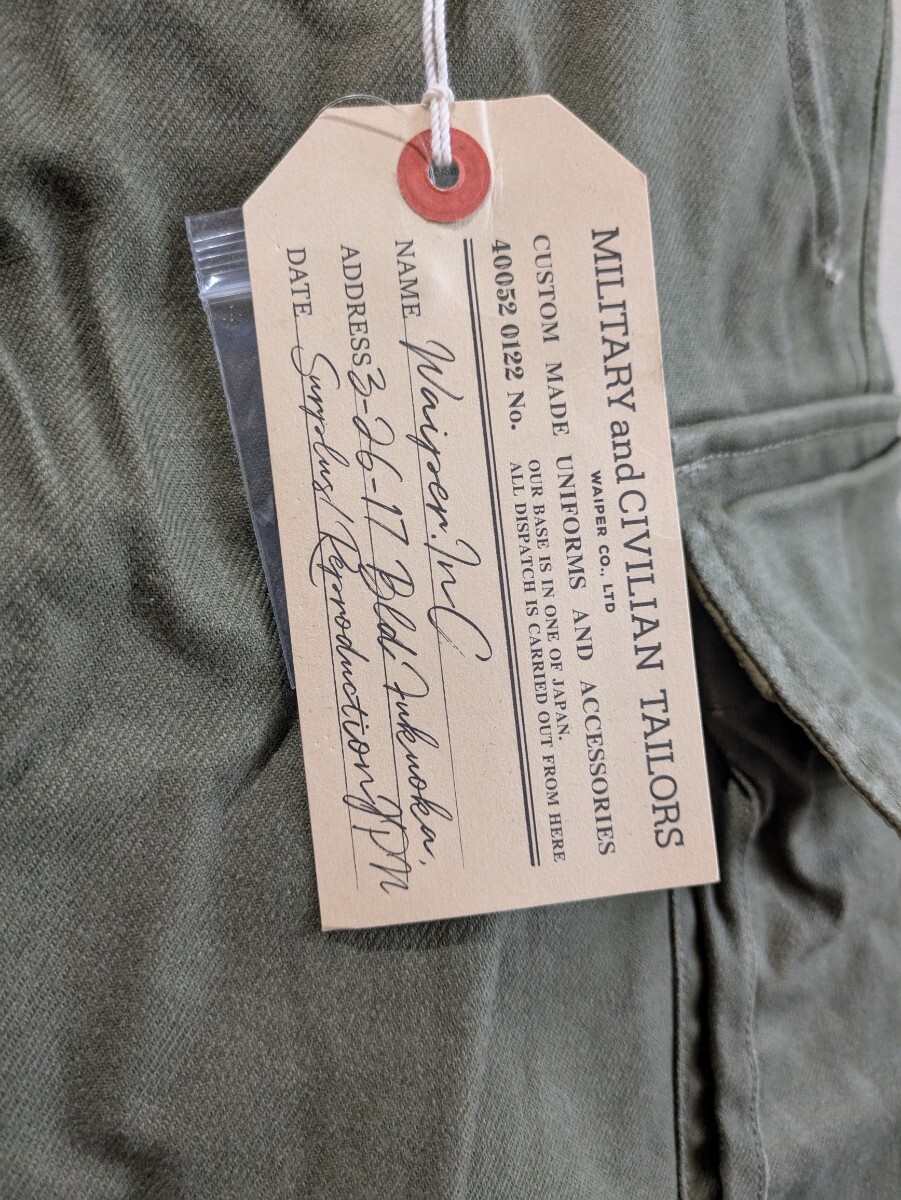 MILITARY and CIVILIAN TAILORS
WAIPER CO., LTD
CUSTOM MADE UNIFORMS AND ACCESSORIES
40052 0122 No.
OUR BASE IS IN ONE OF JAPAN.
ALL DISPATCH IS CARRIED OUT FROM HERE
NAME Waiper.InC
ADDRESS 3-26-17 Bldi Fukuoka,
DATE Surplus/Reproduction JPN